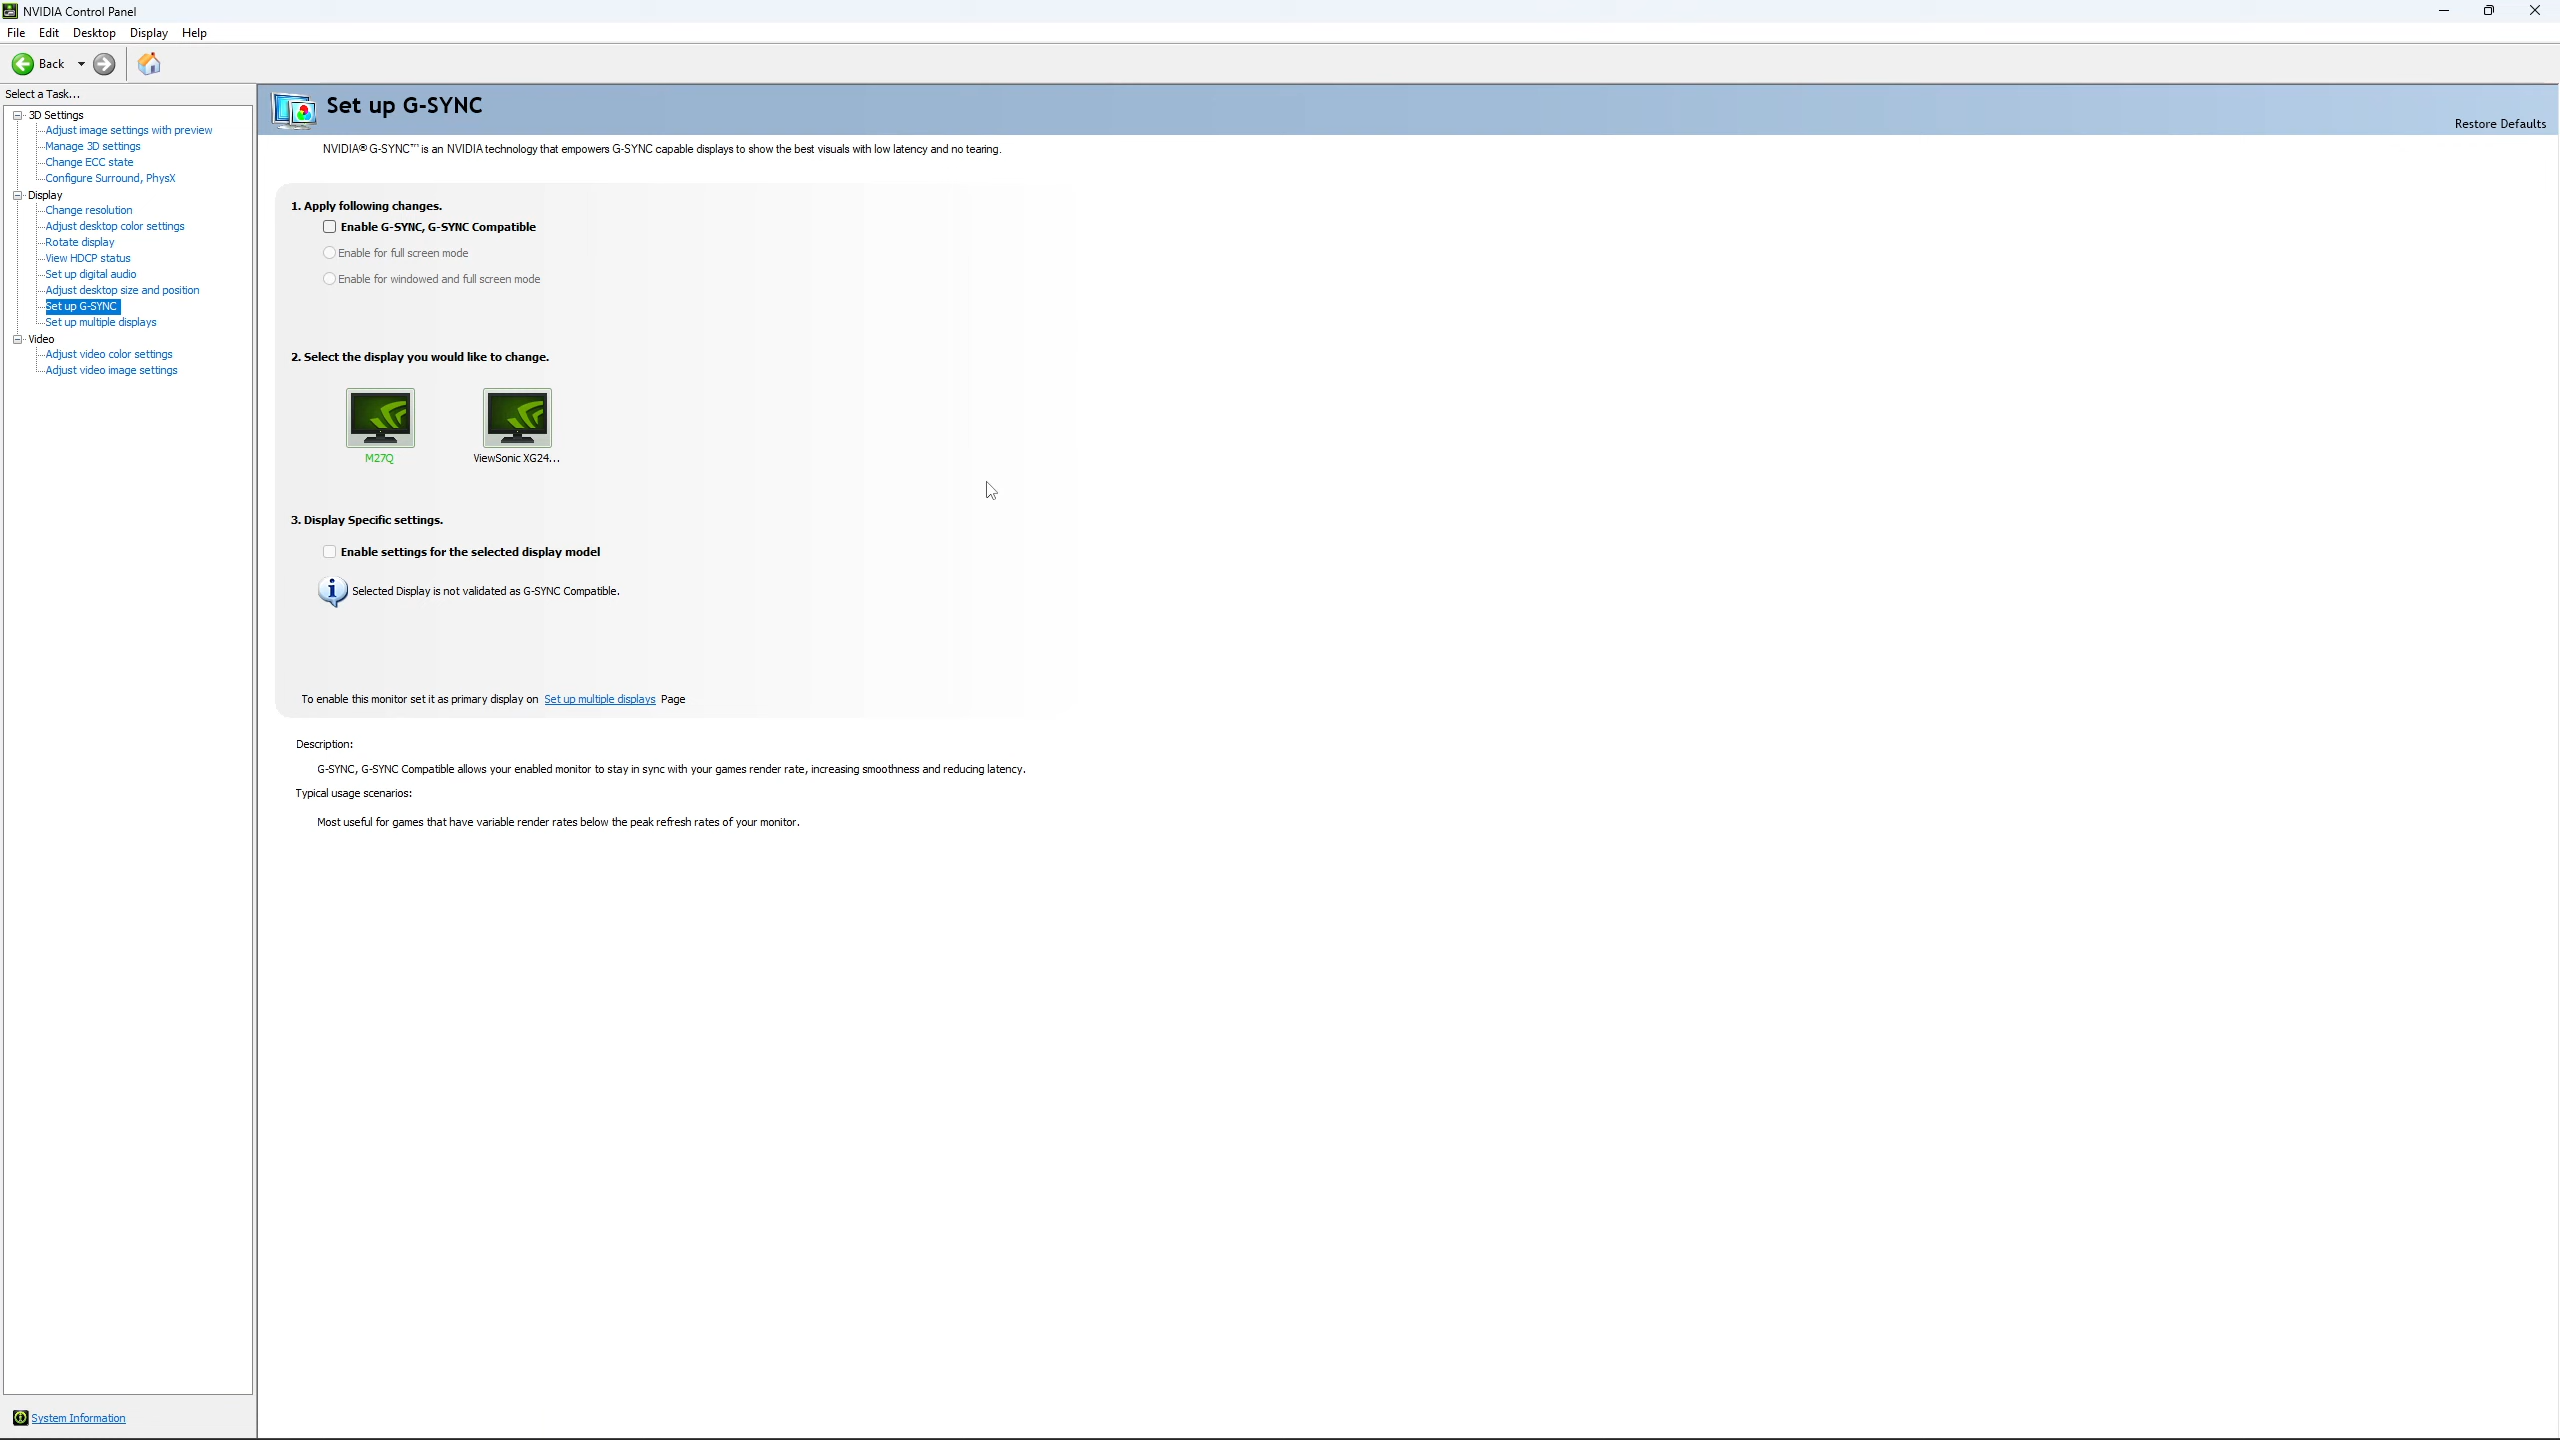 NVIDIA Control Panel
File Edit Desktop Display Help
Back
Select a Task...
3D Settings
Adjust image settings with preview
Manage 3D settings
Change ECC state
Configure Surround, PhysX
Display
Change resolution
Adjust desktop color settings
Rotate display
View HDCP status
Set up digital audio
Adjust desktop size and position
Set up G-SYNC
Set up multiple displays
Video
Adjust video color settings
Adjust video image settings
System Information
Set up G-SYNC
Restore Defaults
NVIDIA® G-SYNC™ is an NVIDIA technology that empowers G-SYNC capable displays to show the best visuals with low latency and no tearing.
1. Apply following changes.
Enable G-SYNC, G-SYNC Compatible
Enable for full screen mode
Enable for windowed and full screen mode
2. Select the display you would like to change.
M27Q ViewSonic XG24...
3. Display Specific settings.
Enable settings for the selected display model
Selected Display is not validated as G-SYNC Compatible.
To enable this monitor set it as primary display on Set up multiple displays Page
Description:
G-SYNC, G-SYNC Compatible allows your enabled monitor to stay in sync with your games render rate, increasing smoothness and reducing latency.
Typical usage scenarios:
Most useful for games that have variable render rates below the peak refresh rates of your monitor.